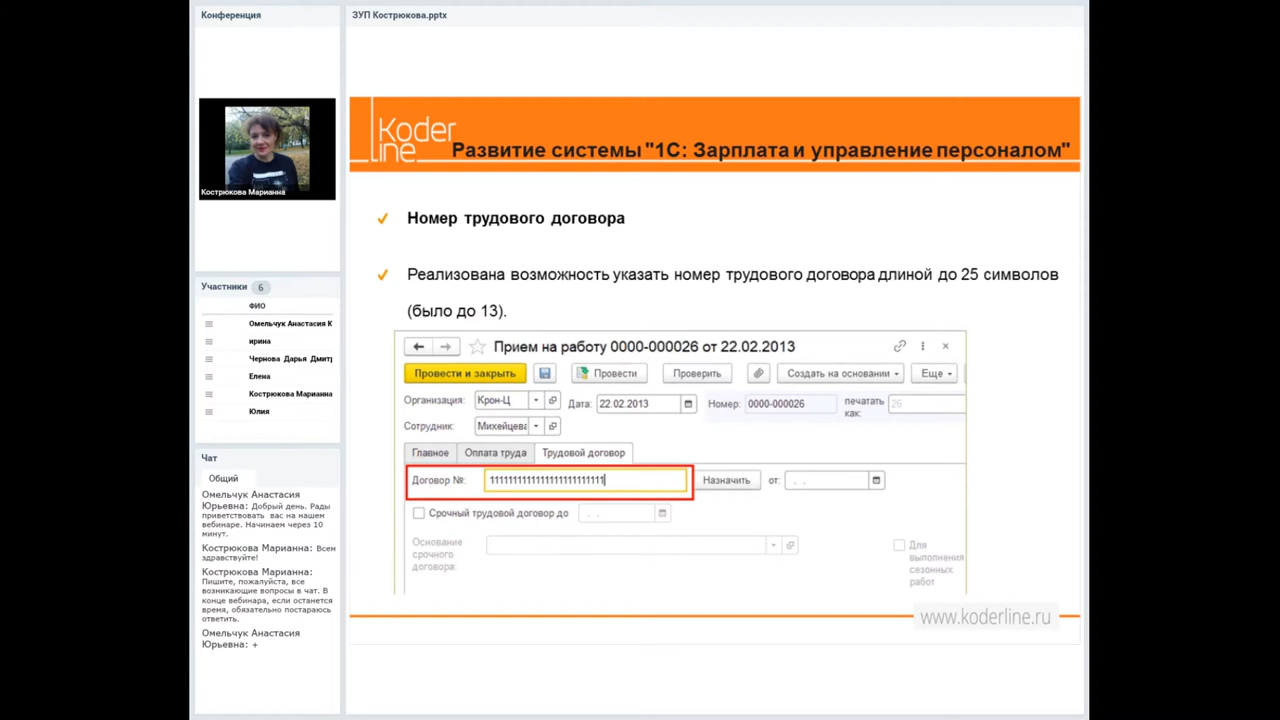 Конференция
ЗУП Кострюкова.pptx
Кострюкова Марианна
Koder
line
Развитие системы "1С: Зарплата и управление персоналом"
Номер трудового договора
Реализована возможность указать номер трудового договора длиной до 25 символов
(было до 13).
Прием на работу 0000-000026 от 22.02.2013
Провести и закрыть
Провести
Проверить
Создать на основании
Еще
Организация:
Крон-Ц
Дата:
22.02.2013
Номер:
0000-000026
печатать
как:
26
Сотрудник:
Михейцева
Главное
Оплата труда
Трудовой договор
Договор №:
Назначить
от:
Срочный трудовой договор до
Основание
срочного
договора:
Для
выполнения
сезонных
работ
www.koderline.ru
Участники 6
ФИО
Омельчук Анастасия К
ирина
Чернова Дарья Дмит
Елена
Кострюкова Марианна
Юлия
Чат
Общий
Омельчук Анастасия
Юрьевна: Добрый день. Рады
приветствовать вас на нашем
вебинаре. Начинаем через 10
минут.
Кострюкова Марианна: Всем
здравствуйте!
Кострюкова Марианна:
Пишите, пожалуйста, все
возникающие вопросы в чат. В
конце вебинара, если останется
время, обязательно постараюсь
ответить.
Омельчук Анастасия
Юрьевна: +